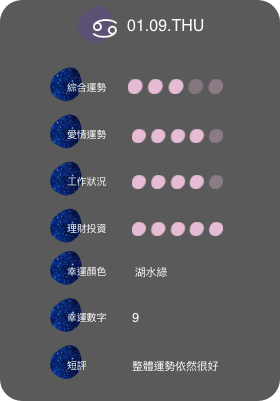 01.09.THU
綜合運勢
愛情運勢
工作狀況
理財投資
幸運顏色 湖水綠
幸運數字 9
短評 整體運勢依然很好